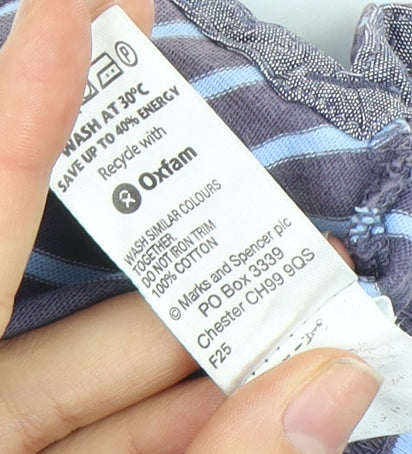 WASH AT 30°C
SAVE UP TO 40% ENERGY
Recycle with
Oxfam
WASH SIMILAR COLOURS
TOGETHER
DO NOT IRON TRIM
100% COTTON
© Marks and Spencer plc
PO Box 3339
Chester CH99 9QS
F25